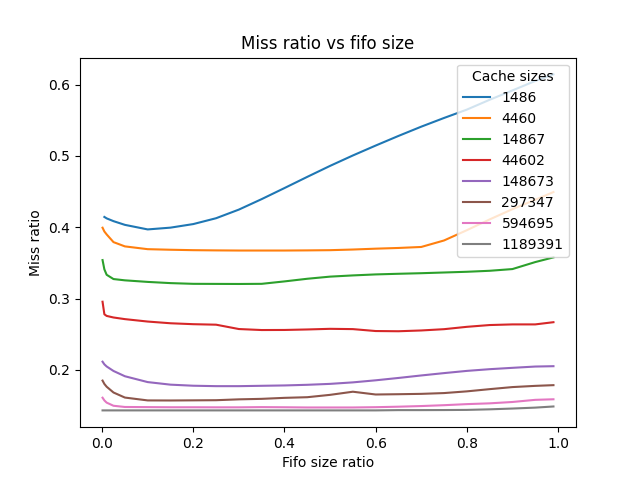 Miss ratio vs fifo size
Cache sizes
1486
4460
14867
44602
148673
297347
594695
1189391
Miss ratio
0.6
0.5
0.4
0.3
0.2
0.0 0.2 0.4 0.6 0.8 1.0
Fifo size ratio